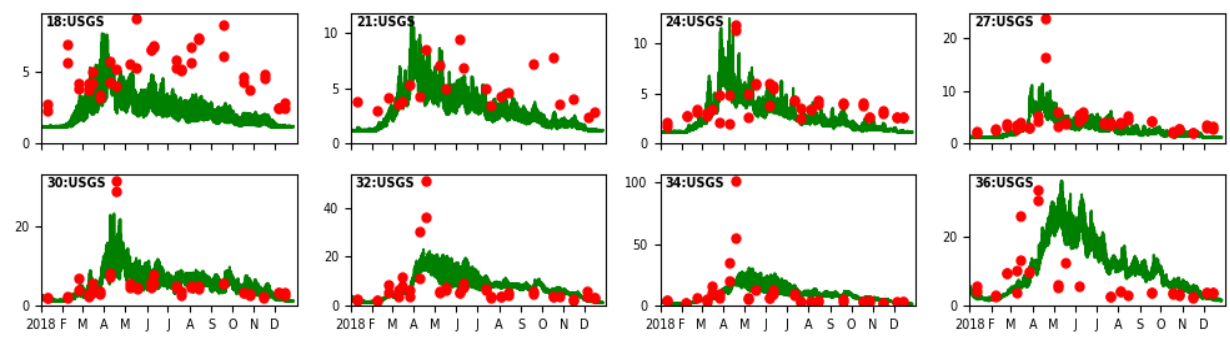 18:USGS 21:USGS 24:USGS 27:USGS
5 10 10 20
5 5 10
0 0 0 0
30:USGS 32:USGS 34:USGS 36:USGS
20 40 100 20
20 50
0 0 0 0
2018 F M A M J J A S O N D 2018 F M A M J J A S O N D 2018 F M A M J J A S O N D 2018 F M A M J J A S O N D